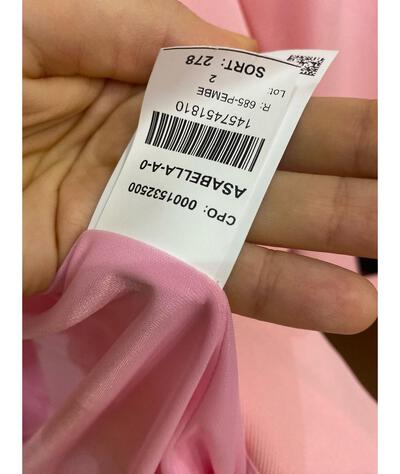 CPO: 0001532500
ASABELLA-A-0
1457451810
R: 685-PEMBE
2
Lot:
SORT: 278